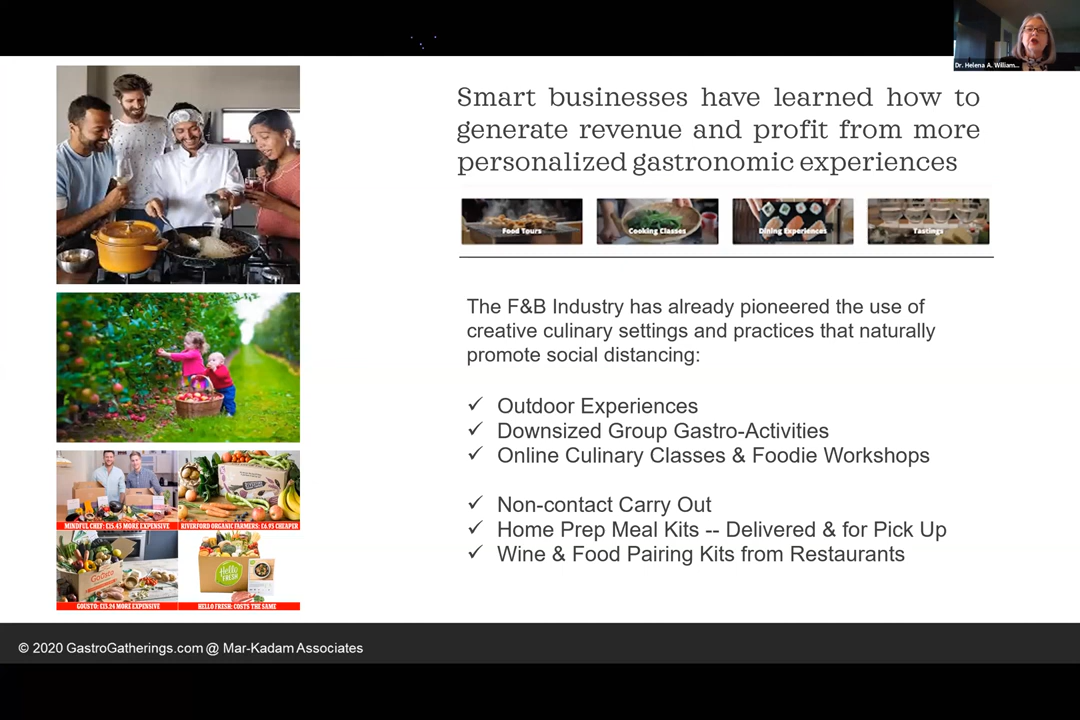 Dr. Helena A. William...
Smart businesses have learned how to
generate revenue and profit from more
personalized gastronomic experiences
Food Tours
Cooking Classes
Dining Experiences
Tastings
The F&B Industry has already pioneered the use of
creative culinary settings and practices that naturally
promote social distancing:
✓ Outdoor Experiences
✓ Downsized Group Gastro-Activities
✓ Online Culinary Classes & Foodie Workshops
✓ Non-contact Carry Out
✓ Home Prep Meal Kits -- Delivered & for Pick Up
✓ Wine & Food Pairing Kits from Restaurants
MINDFUL CHEF: £15.43 MORE EXPENSIVE
RIVERFORD ORGANIC FARMERS: £6.93 CHEAPER
Gousto
HELLO FRESH
GOUSTO: £13.24 MORE EXPENSIVE
HELLO FRESH: COSTS THE SAME
© 2020 GastroGatherings.com @ Mar-Kadam Associates